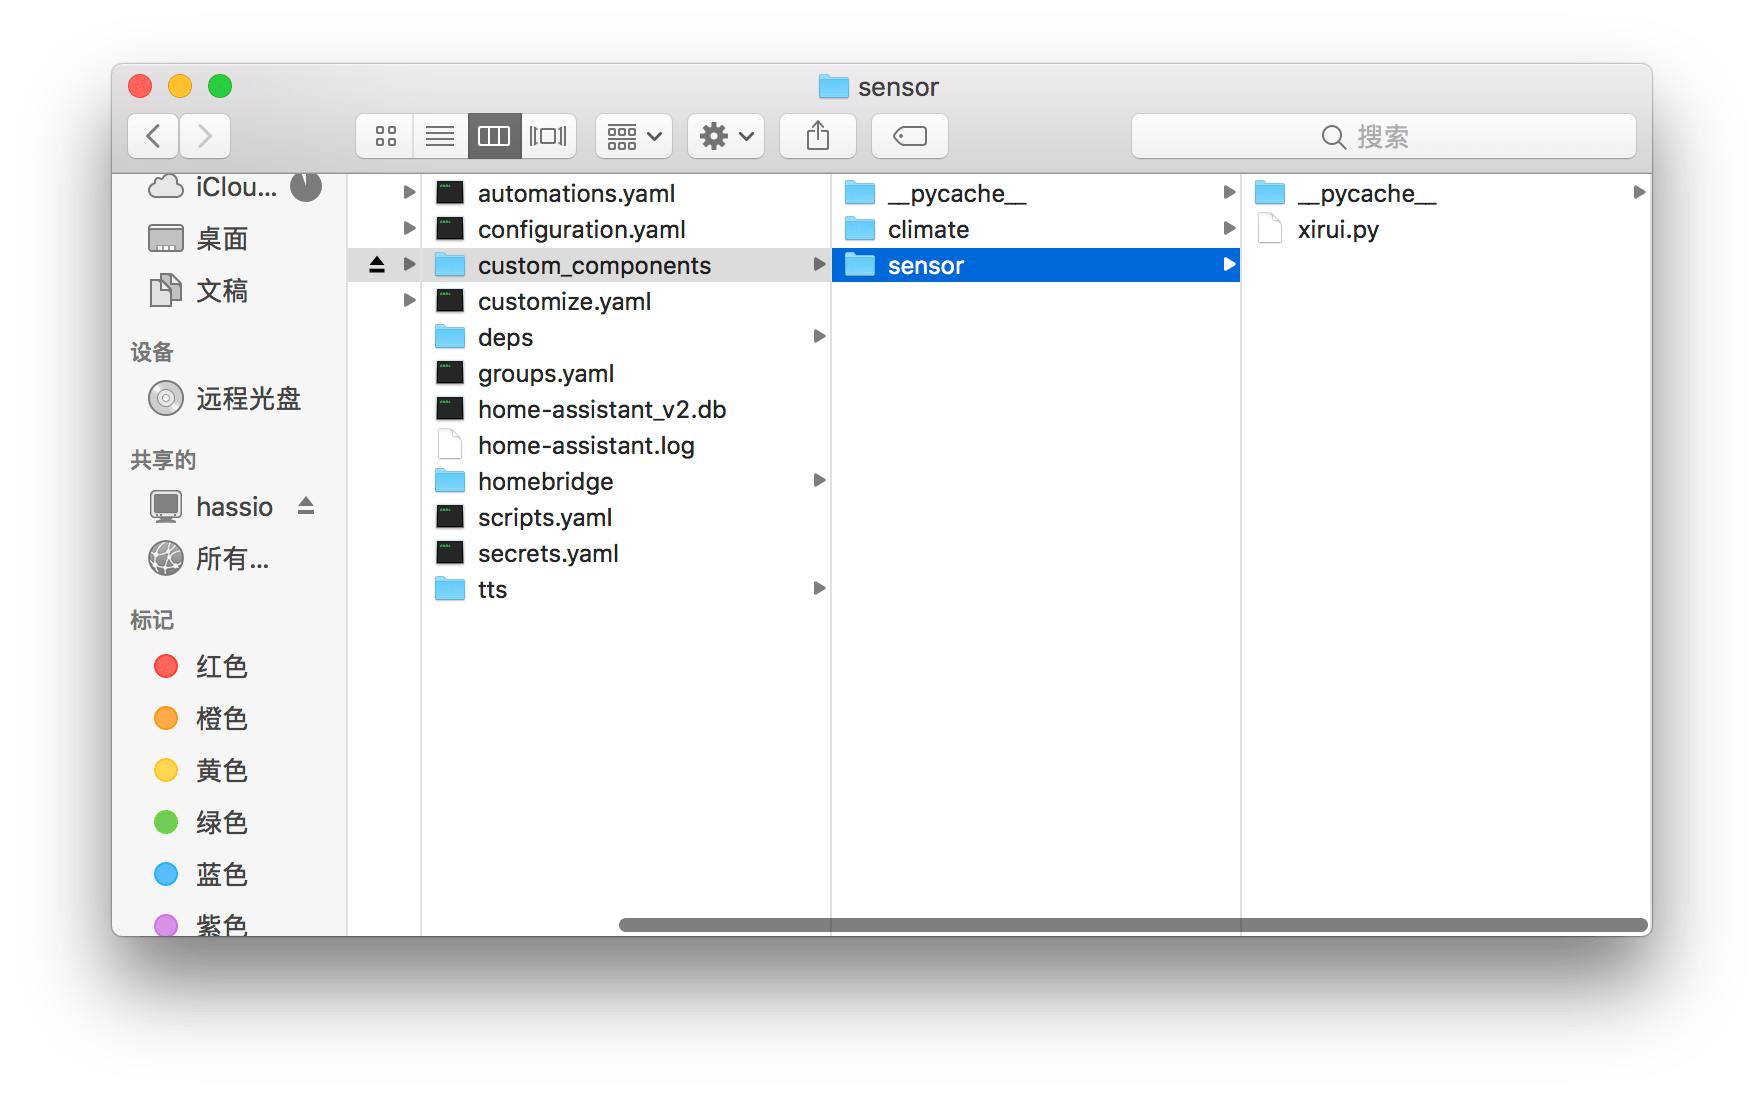 sensor
搜索
iClou...
桌面
文稿
设备
远程光盘
共享的
hassio
所有...
标记
红色
橙色
黄色
绿色
蓝色
紫色
automations.yaml
configuration.yaml
custom_components
customize.yaml
deps
groups.yaml
home-assistant_v2.db
home-assistant.log
homebridge
scripts.yaml
secrets.yaml
tts
__pycache__
climate
sensor
__pycache__
xirui.py